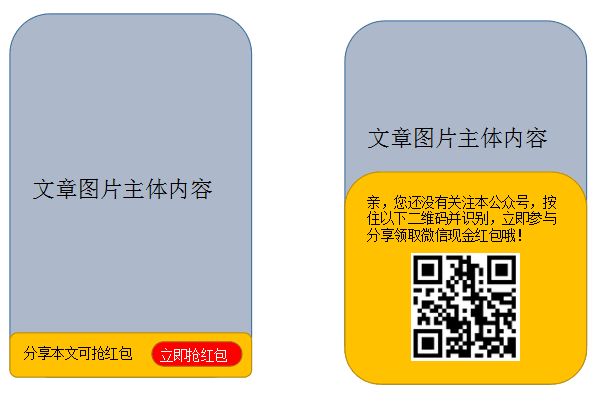 文章图片主体内容
分享本文可抢红包
立即抢红包
文章图片主体内容
亲，您还没有关注本公众号，按
住以下二维码并识别，立即参与
分享领取微信现金红包哦！